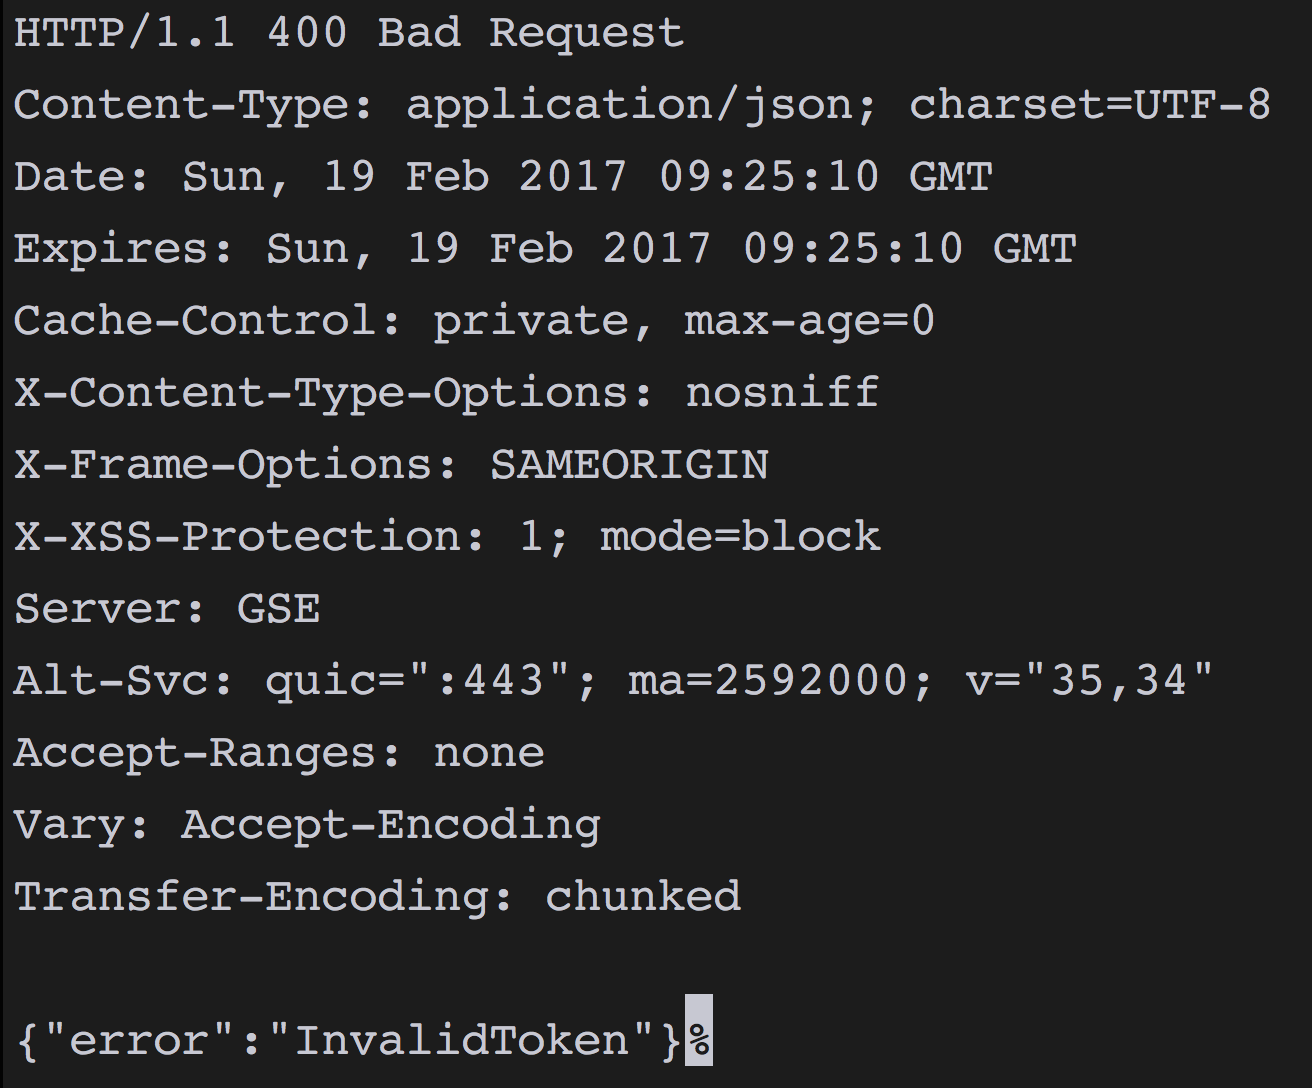 HTTP/1.1 400 Bad Request
Content-Type: application/json; charset=UTF-8
Date: Sun, 19 Feb 2017 09:25:10 GMT
Expires: Sun, 19 Feb 2017 09:25:10 GMT
Cache-Control: private, max-age=0
X-Content-Type-Options: nosniff
X-Frame-Options: SAMEORIGIN
X-XSS-Protection: 1; mode=block
Server: GSE
Alt-Svc: quic=":443"; ma=2592000; v="35,34"
Accept-Ranges: none
Vary: Accept-Encoding
Transfer-Encoding: chunked

{"error":"InvalidToken"}%